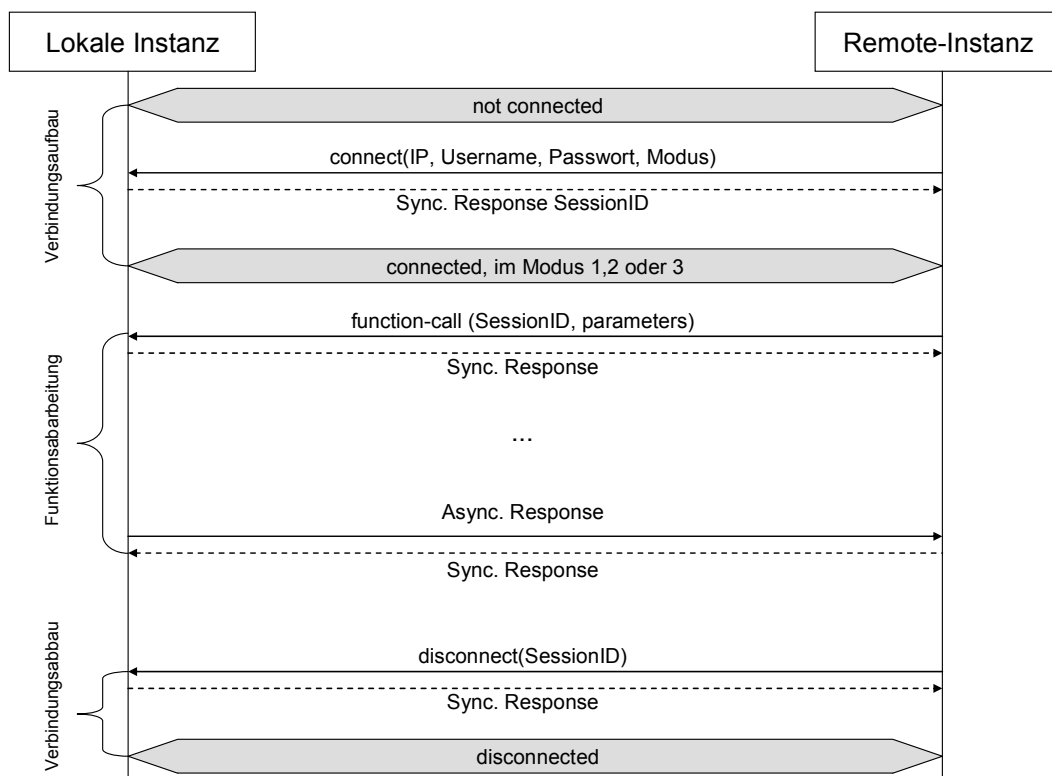 Lokale Instanz
Remote-Instanz
not connected
Verbindungsaufbau
connect(IP, Username, Passwort, Modus)
Sync. Response SessionID
connected, im Modus 1,2 oder 3
function-call (SessionID, parameters)
Sync. Response
Funktionsabarbeitung
...
Async. Response
Sync. Response
Verbindungsabbau
disconnect(SessionID)
Sync. Response
disconnected